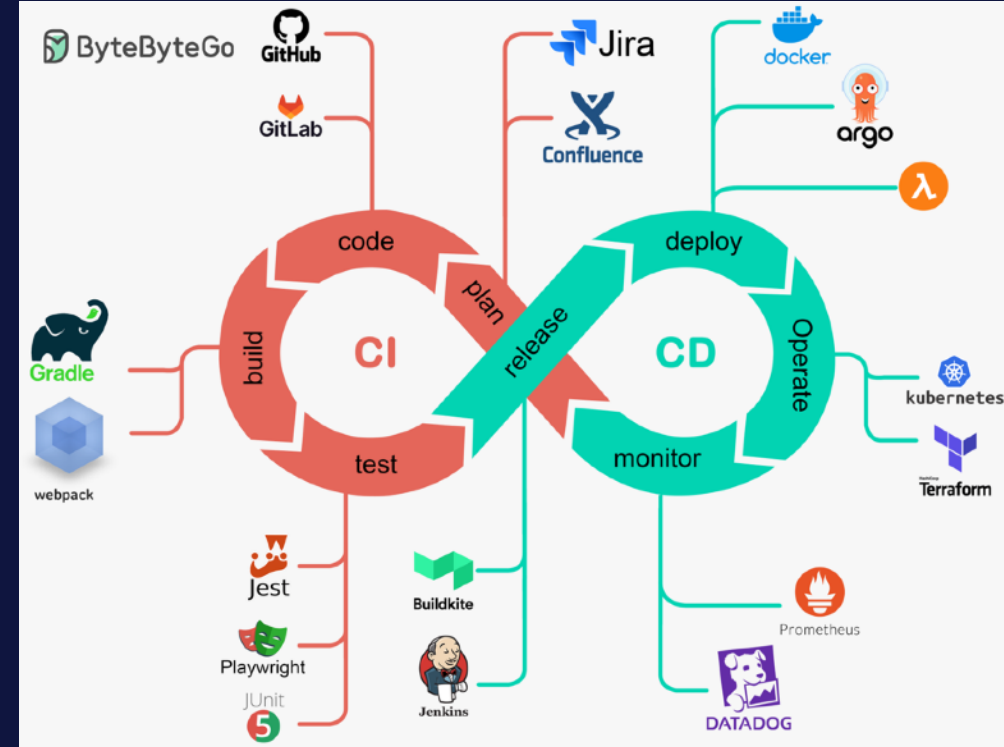 ByteByteGo
GitHub
GitLab
Jira
Confluence
docker
argo
λ
code
plan
build
CI
test
release
deploy
CD
Operate
monitor
Gradle
webpack
kubernetes
Terraform
Jest
Playwright
JUnit
5
Buildkite
Jenkins
Prometheus
DATADOG